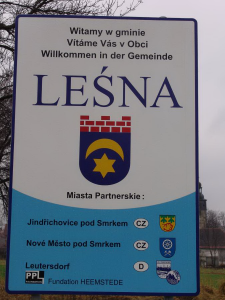 Witamy w gminie
Vítáme Vás v Obci
Willkommen in der Gemeinde
LEŚNA
Miasta Partnerskie :
Jindřichovice pod Smrkem CZ
Nové Město pod Smrkem CZ
Leutersdorf D
PPL Fundation HEEMSTEDE